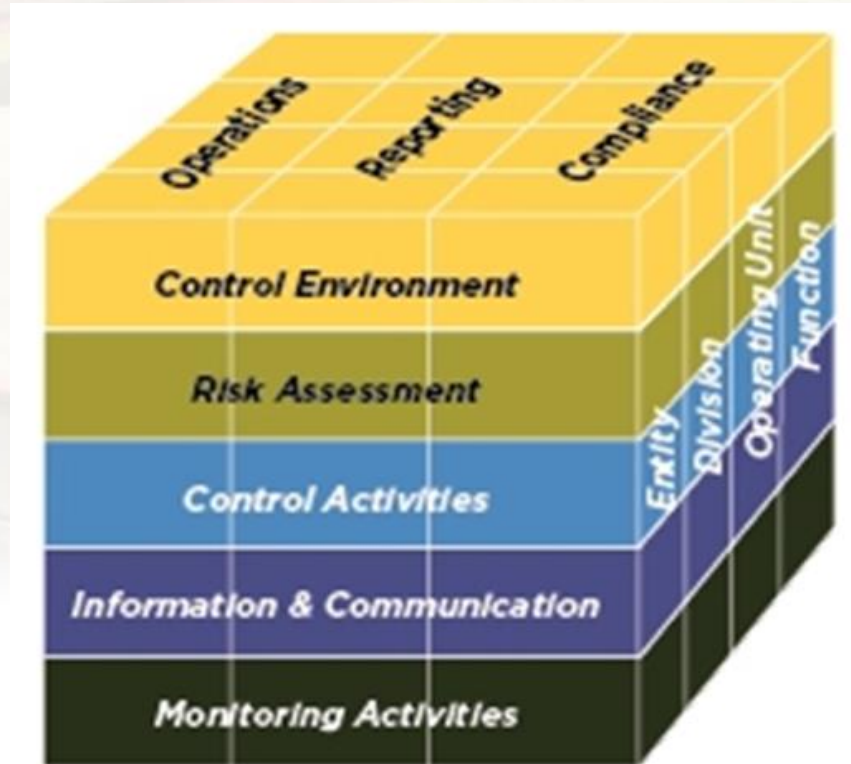 Operations
Reporting
Compliance
Control Environment
Risk Assessment
Control Activities
Information & Communication
Monitoring Activities
Entity
Division
Operating Unit
Function